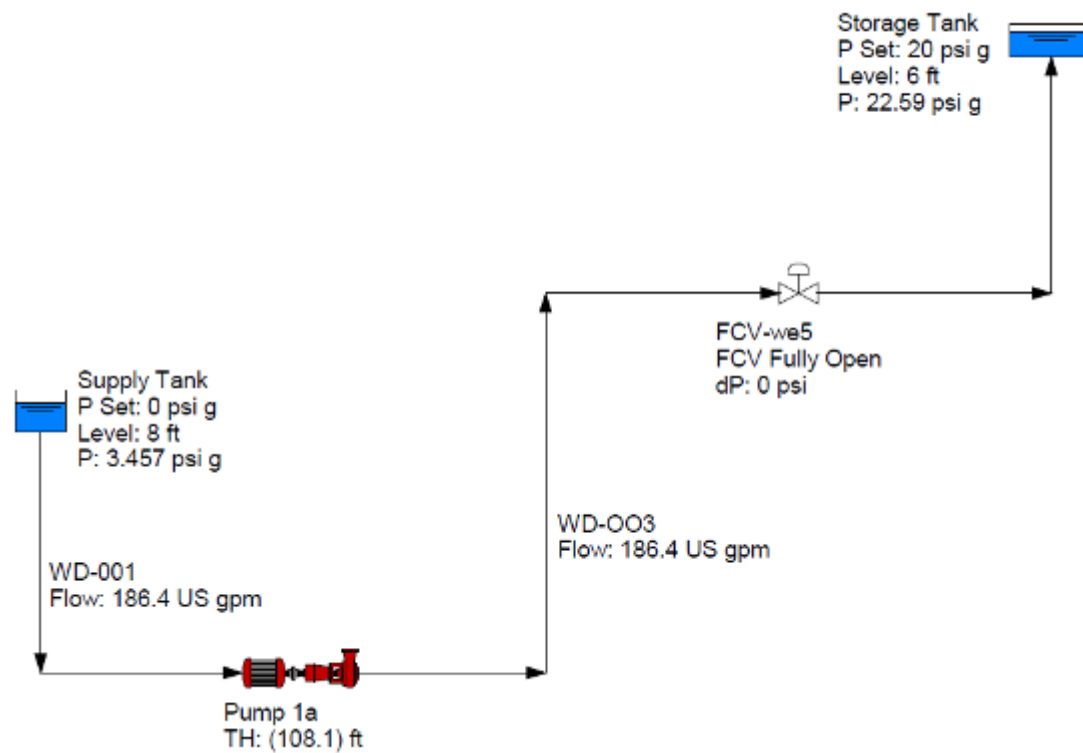 Storage Tank
P Set: 20 psi g
Level: 6 ft
P: 22.59 psi g
FCV-we5
FCV Fully Open
dP: 0 psi
Supply Tank
P Set: 0 psi g
Level: 8 ft
P: 3.457 psi g
WD-OO3
Flow: 186.4 US gpm
WD-001
Flow: 186.4 US gpm
Pump 1a
TH: (108.1) ft